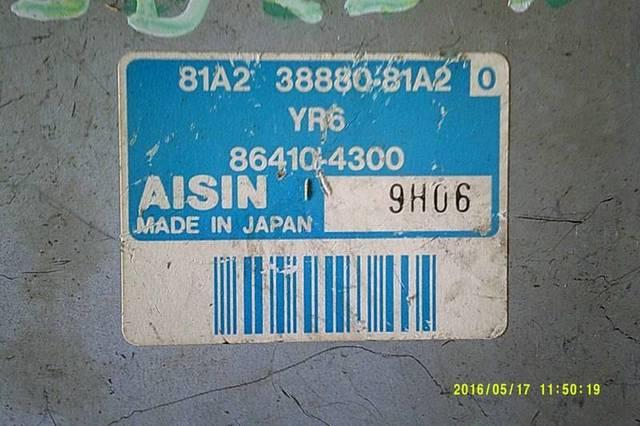 81A2 38880-81A2 0
YR6
86410-4300
AISIN 9H06
MADE IN JAPAN
2016/05/17 11:50:19